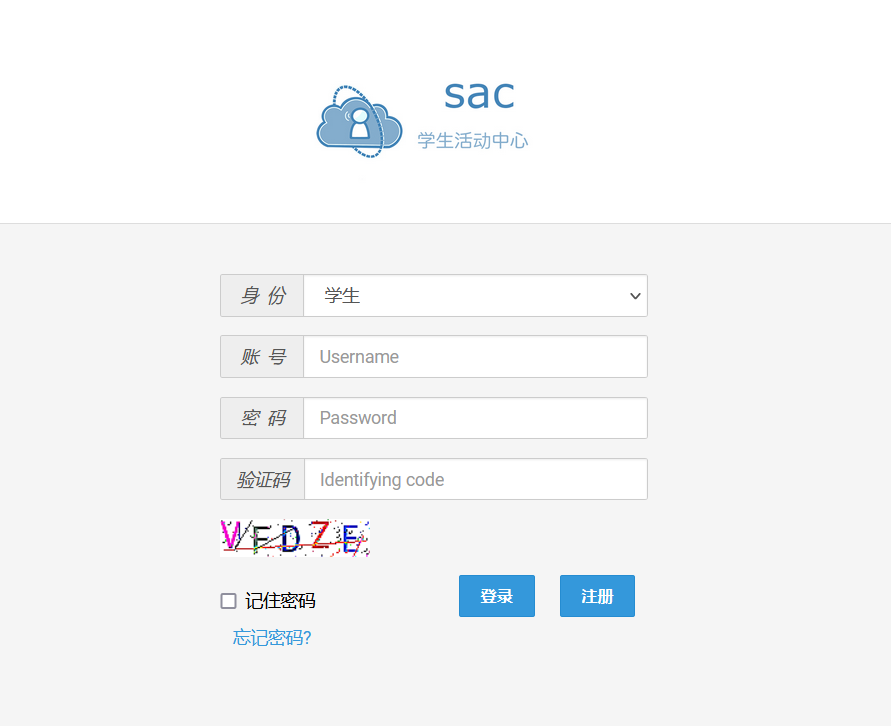 sac
学生活动中心
身 份 学生
账 号 Username
密 码 Password
验证码 Identifying code
VFDZE
记住密码 登录 注册
忘记密码?